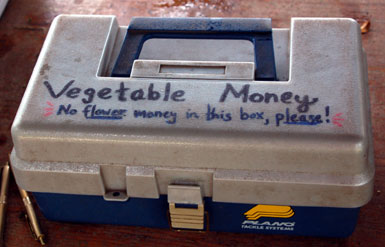 Vegetable Money
No flower money in this box, please!
PLANO
TACKLE SYSTEMS